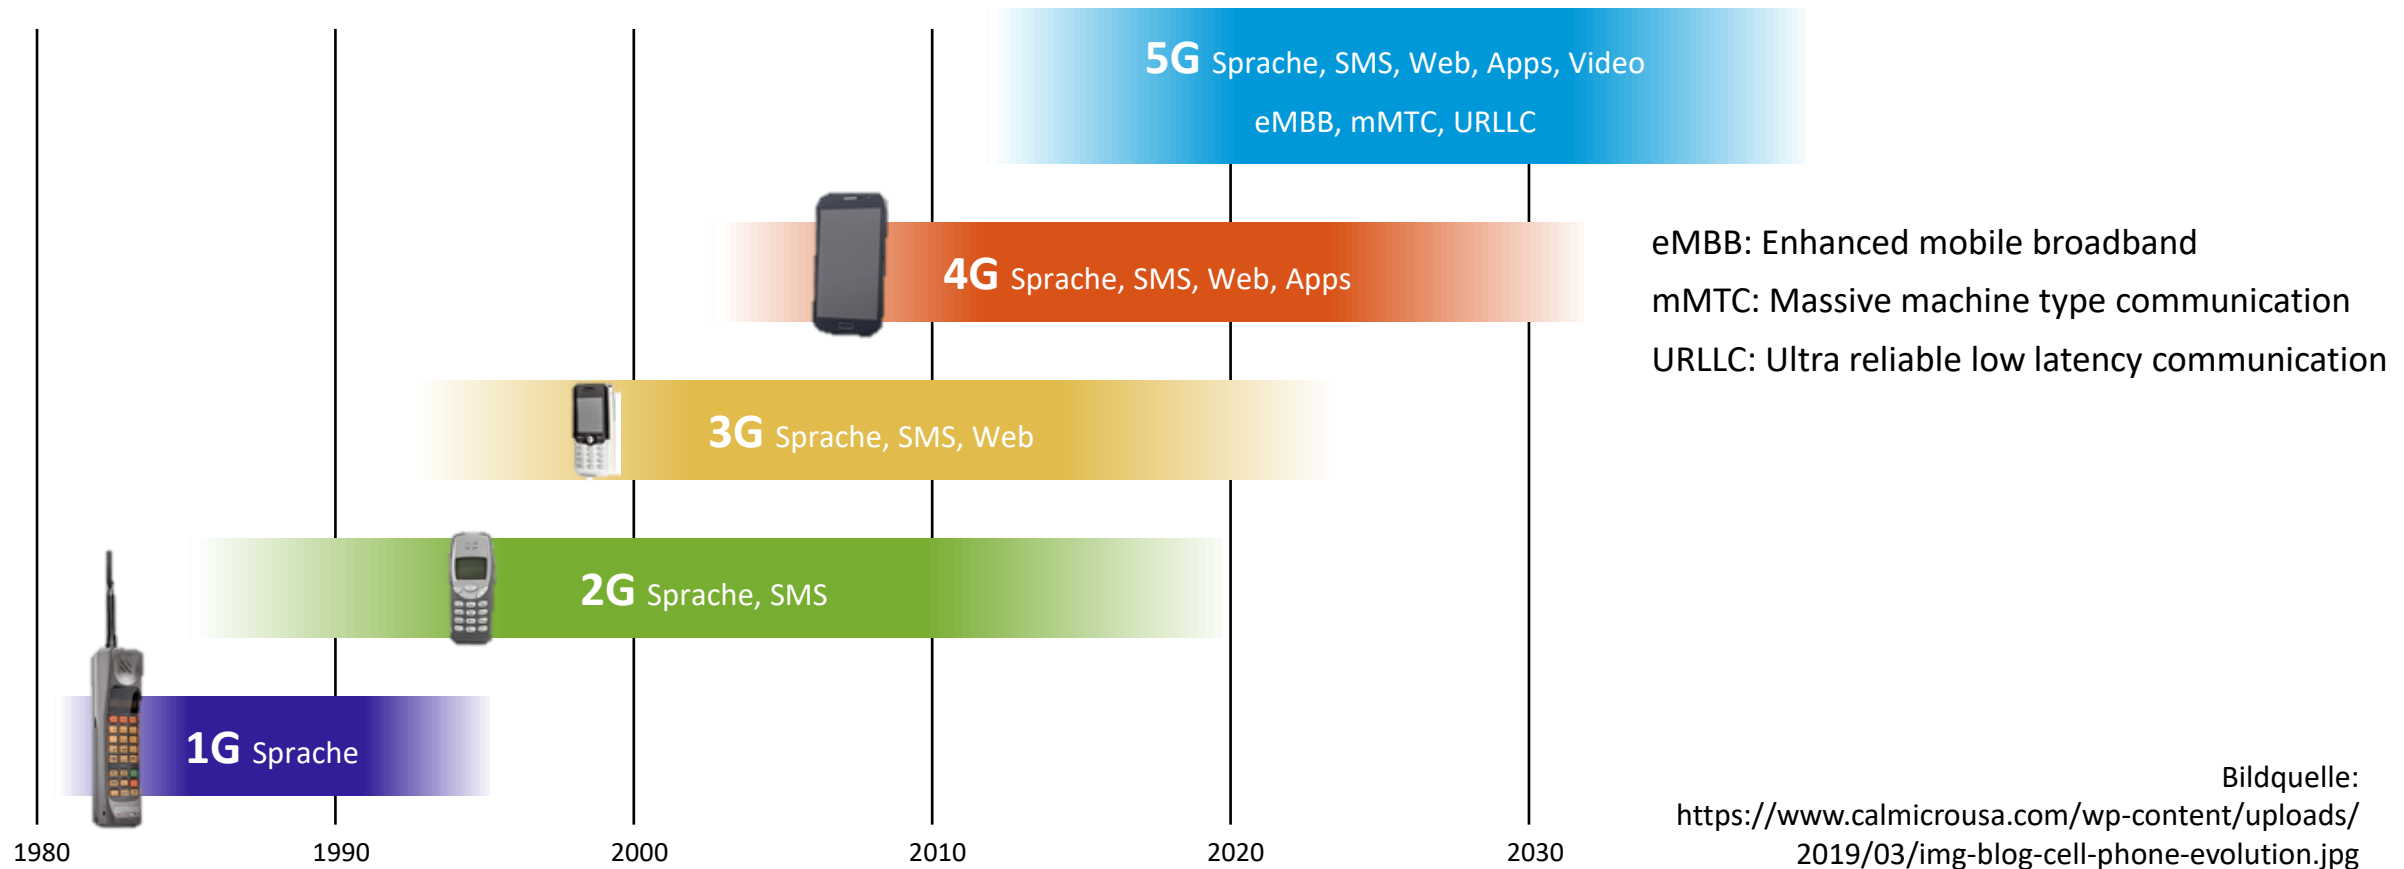 5G Sprache, SMS, Web, Apps, Video
eMBB, mMTC, URLLC
4G Sprache, SMS, Web, Apps
eMBB: Enhanced mobile broadband
mMTC: Massive machine type communication
URLLC: Ultra reliable low latency communication
3G Sprache, SMS, Web
2G Sprache, SMS
1G Sprache
Bildquelle:
https://www.calmicrousa.com/wp-content/uploads/
2019/03/img-blog-cell-phone-evolution.jpg
1980 1990 2000 2010 2020 2030